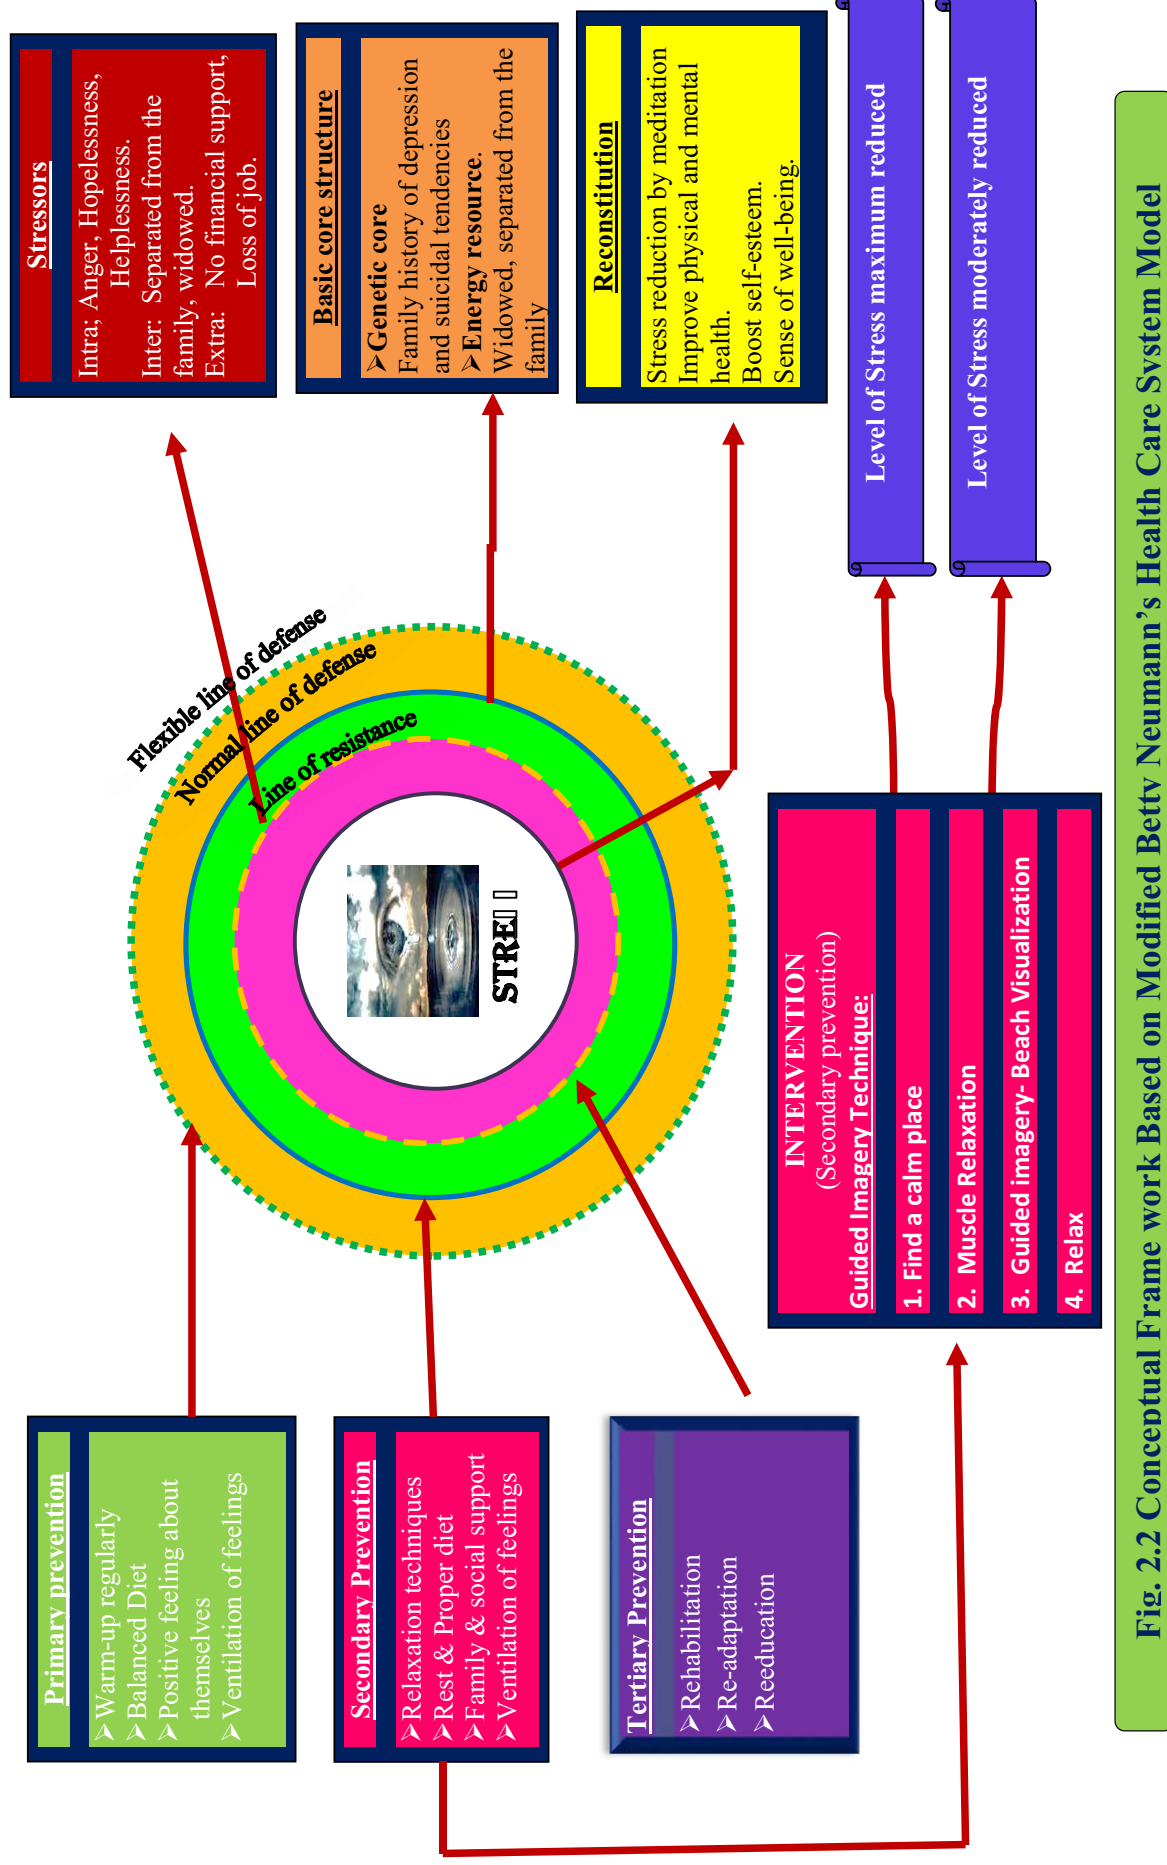 Primary prevention
➢Warm-up regularly
➢Balanced Diet
➢Positive feeling about
themselves
➢Ventilation of feelings
Secondary Prevention
➢Relaxation techniques
➢Rest & Proper diet
➢Family & social support
➢Ventilation of feelings
Tertiary Prevention
➢Rehabilitation
➢Re-adaptation
➢Reeducation
Flexible line of defense
Normal line of defense
Line of resistance
STRE
INTERVENTION
(Secondary prevention)
Guided Imagery Technique:
1. Find a calm place
2. Muscle Relaxation
3. Guided imagery- Beach Visualization
4. Relax
Stressors
Intra; Anger, Hopelessness,
Helplessness.
Inter: Separated from the
family, widowed.
Extra: No financial support,
Loss of job.
Basic core structure
➢Genetic core
Family history of depression
and suicidal tendencies
➢Energy resource.
Widowed, separated from the
family
Reconstitution
Stress reduction by meditation
Improve physical and mental
health.
Boost self-esteem.
Sense of well-being.
Level of Stress maximum reduced
Level of Stress moderately reduced
Fig. 2.2 Conceptual Frame work Based on Modified Betty Neumann's Health Care System Model